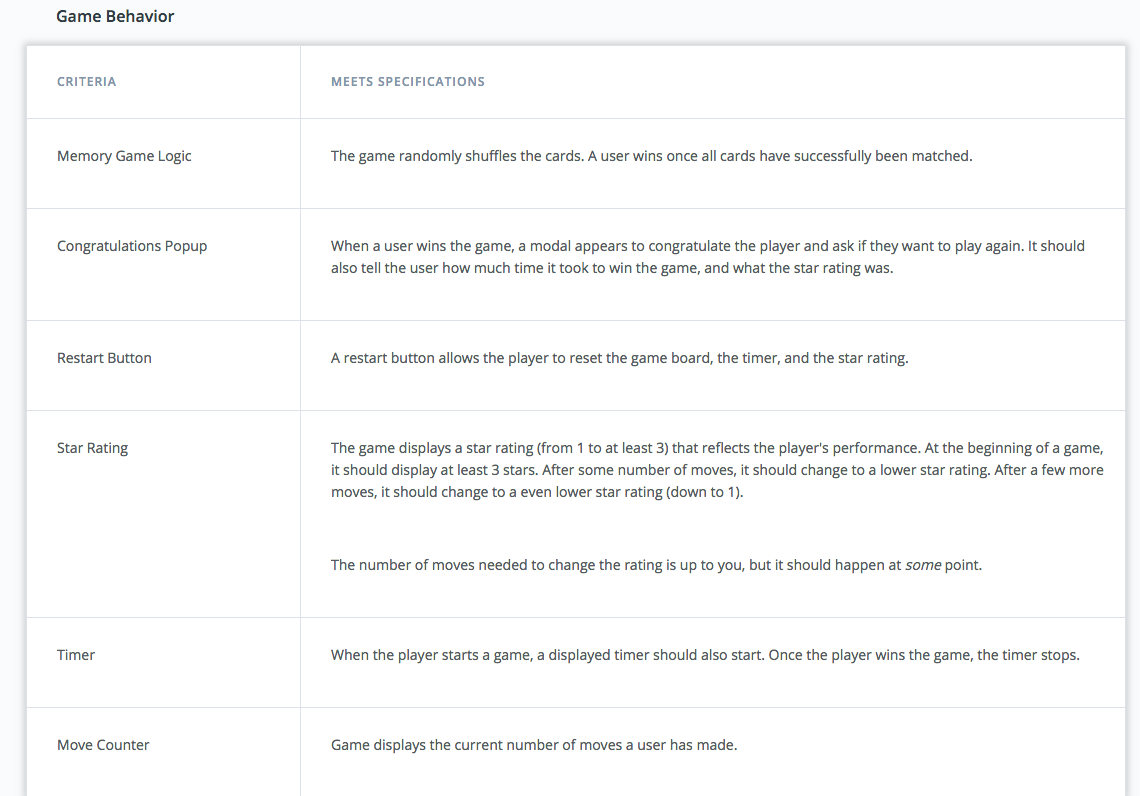 Game Behavior
CRITERIA
MEETS SPECIFICATIONS
Memory Game Logic
The game randomly shuffles the cards. A user wins once all cards have successfully been matched.
Congratulations Popup
When a user wins the game, a modal appears to congratulate the player and ask if they want to play again. It should
also tell the user how much time it took to win the game, and what the star rating was.
Restart Button
A restart button allows the player to reset the game board, the timer, and the star rating.
Star Rating
The game displays a star rating (from 1 to at least 3) that reflects the player's performance. At the beginning of a game,
it should display at least 3 stars. After some number of moves, it should change to a lower star rating. After a few more
moves, it should change to a even lower star rating (down to 1).
The number of moves needed to change the rating is up to you, but it should happen at some point.
Timer
When the player starts a game, a displayed timer should also start. Once the player wins the game, the timer stops.
Move Counter
Game displays the current number of moves a user has made.